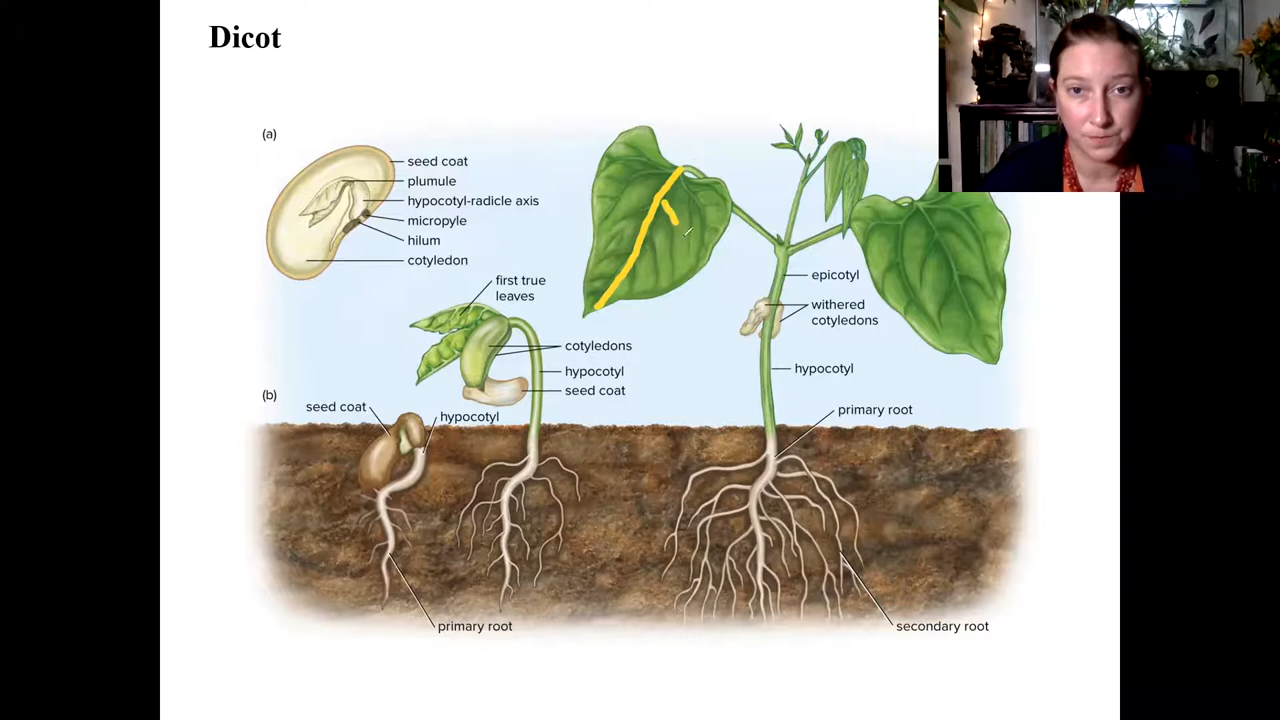 Dicot
(a)
seed coat
plumule
hypocotyl-radicle axis
micropyle
hilum
cotyledon
first true
leaves
cotyledons
hypocotyl
seed coat
epicotyl
withered
cotyledons
hypocotyl
(b)
seed coat
hypocotyl
primary root
primary root
secondary root